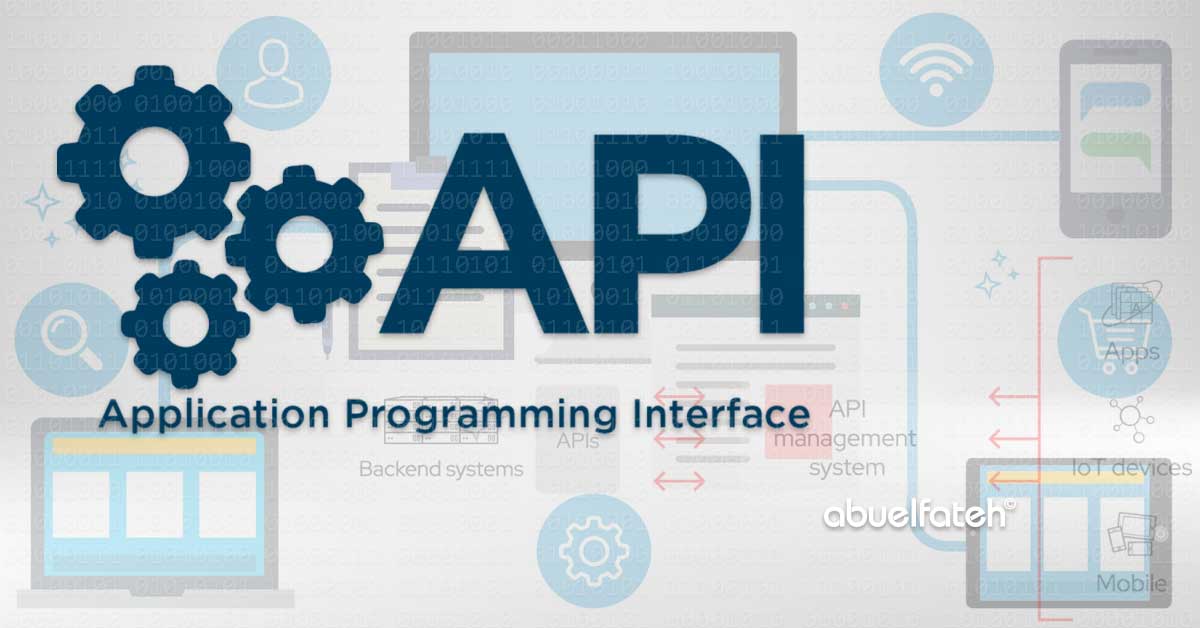 API
Application Programming Interface
APIs
Backend systems
API
management
system
Apps
IoT devices
Mobile
abuelfateh®